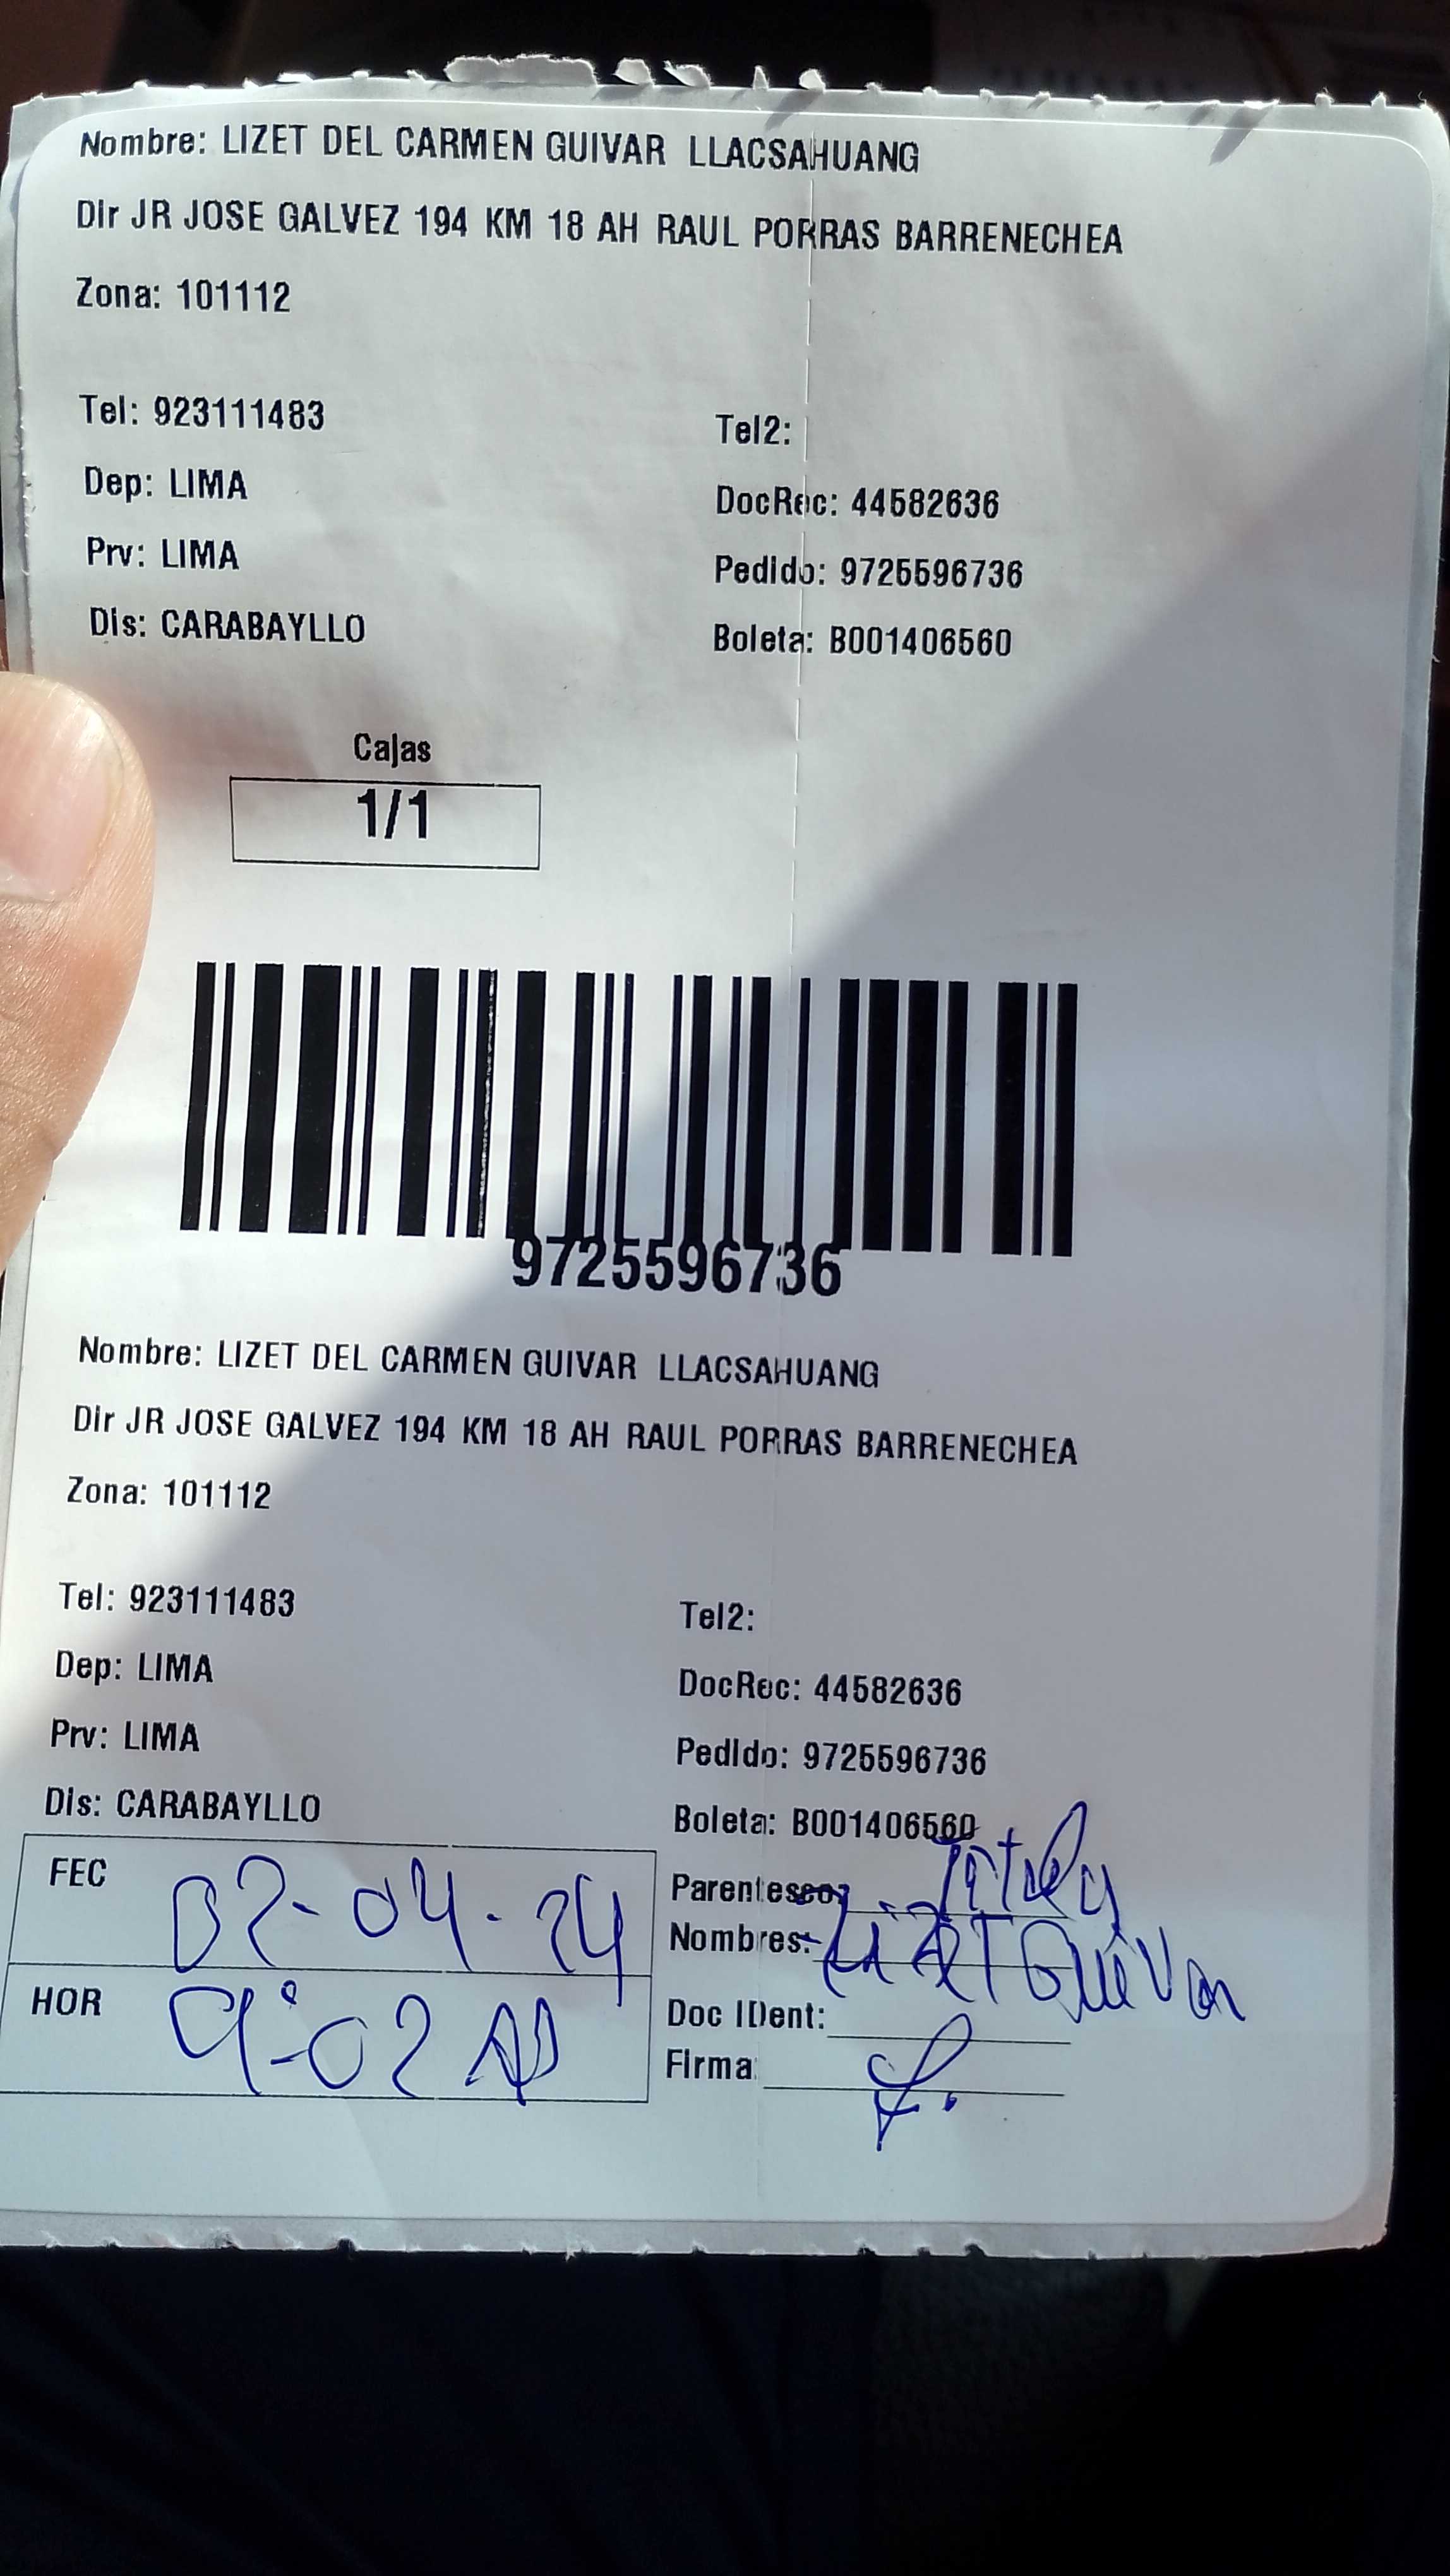 Nombre: LIZET DEL CARMEN GUIVAR LLACSAHUANG
Dir JR JOSE GALVEZ 194 KM 18 AH RAUL PORRAS BARRENECHEA
Zona: 101112
Tel: 923111483 Tel2:
Dep: LIMA DocRec: 44582636
Prv: LIMA Pedido: 9725596736
Dis: CARABAYLLO Boleta: B001406560
Cajas
1/1
9725596736
Nombre: LIZET DEL CARMEN GUIVAR LLACSAHUANG
Dir JR JOSE GALVEZ 194 KM 18 AH RAUL PORRAS BARRENECHEA
Zona: 101112
Tel: 923111483 Tel2:
Dep: LIMA DocRec: 44582636
Prv: LIMA Pedido: 9725596736
Dis: CARABAYLLO Boleta: B001406560
FEC 02-04-24 Parentesco:
Nombres: LiZET Guivar
HOR 9:02 Doc IDent:
Firma: